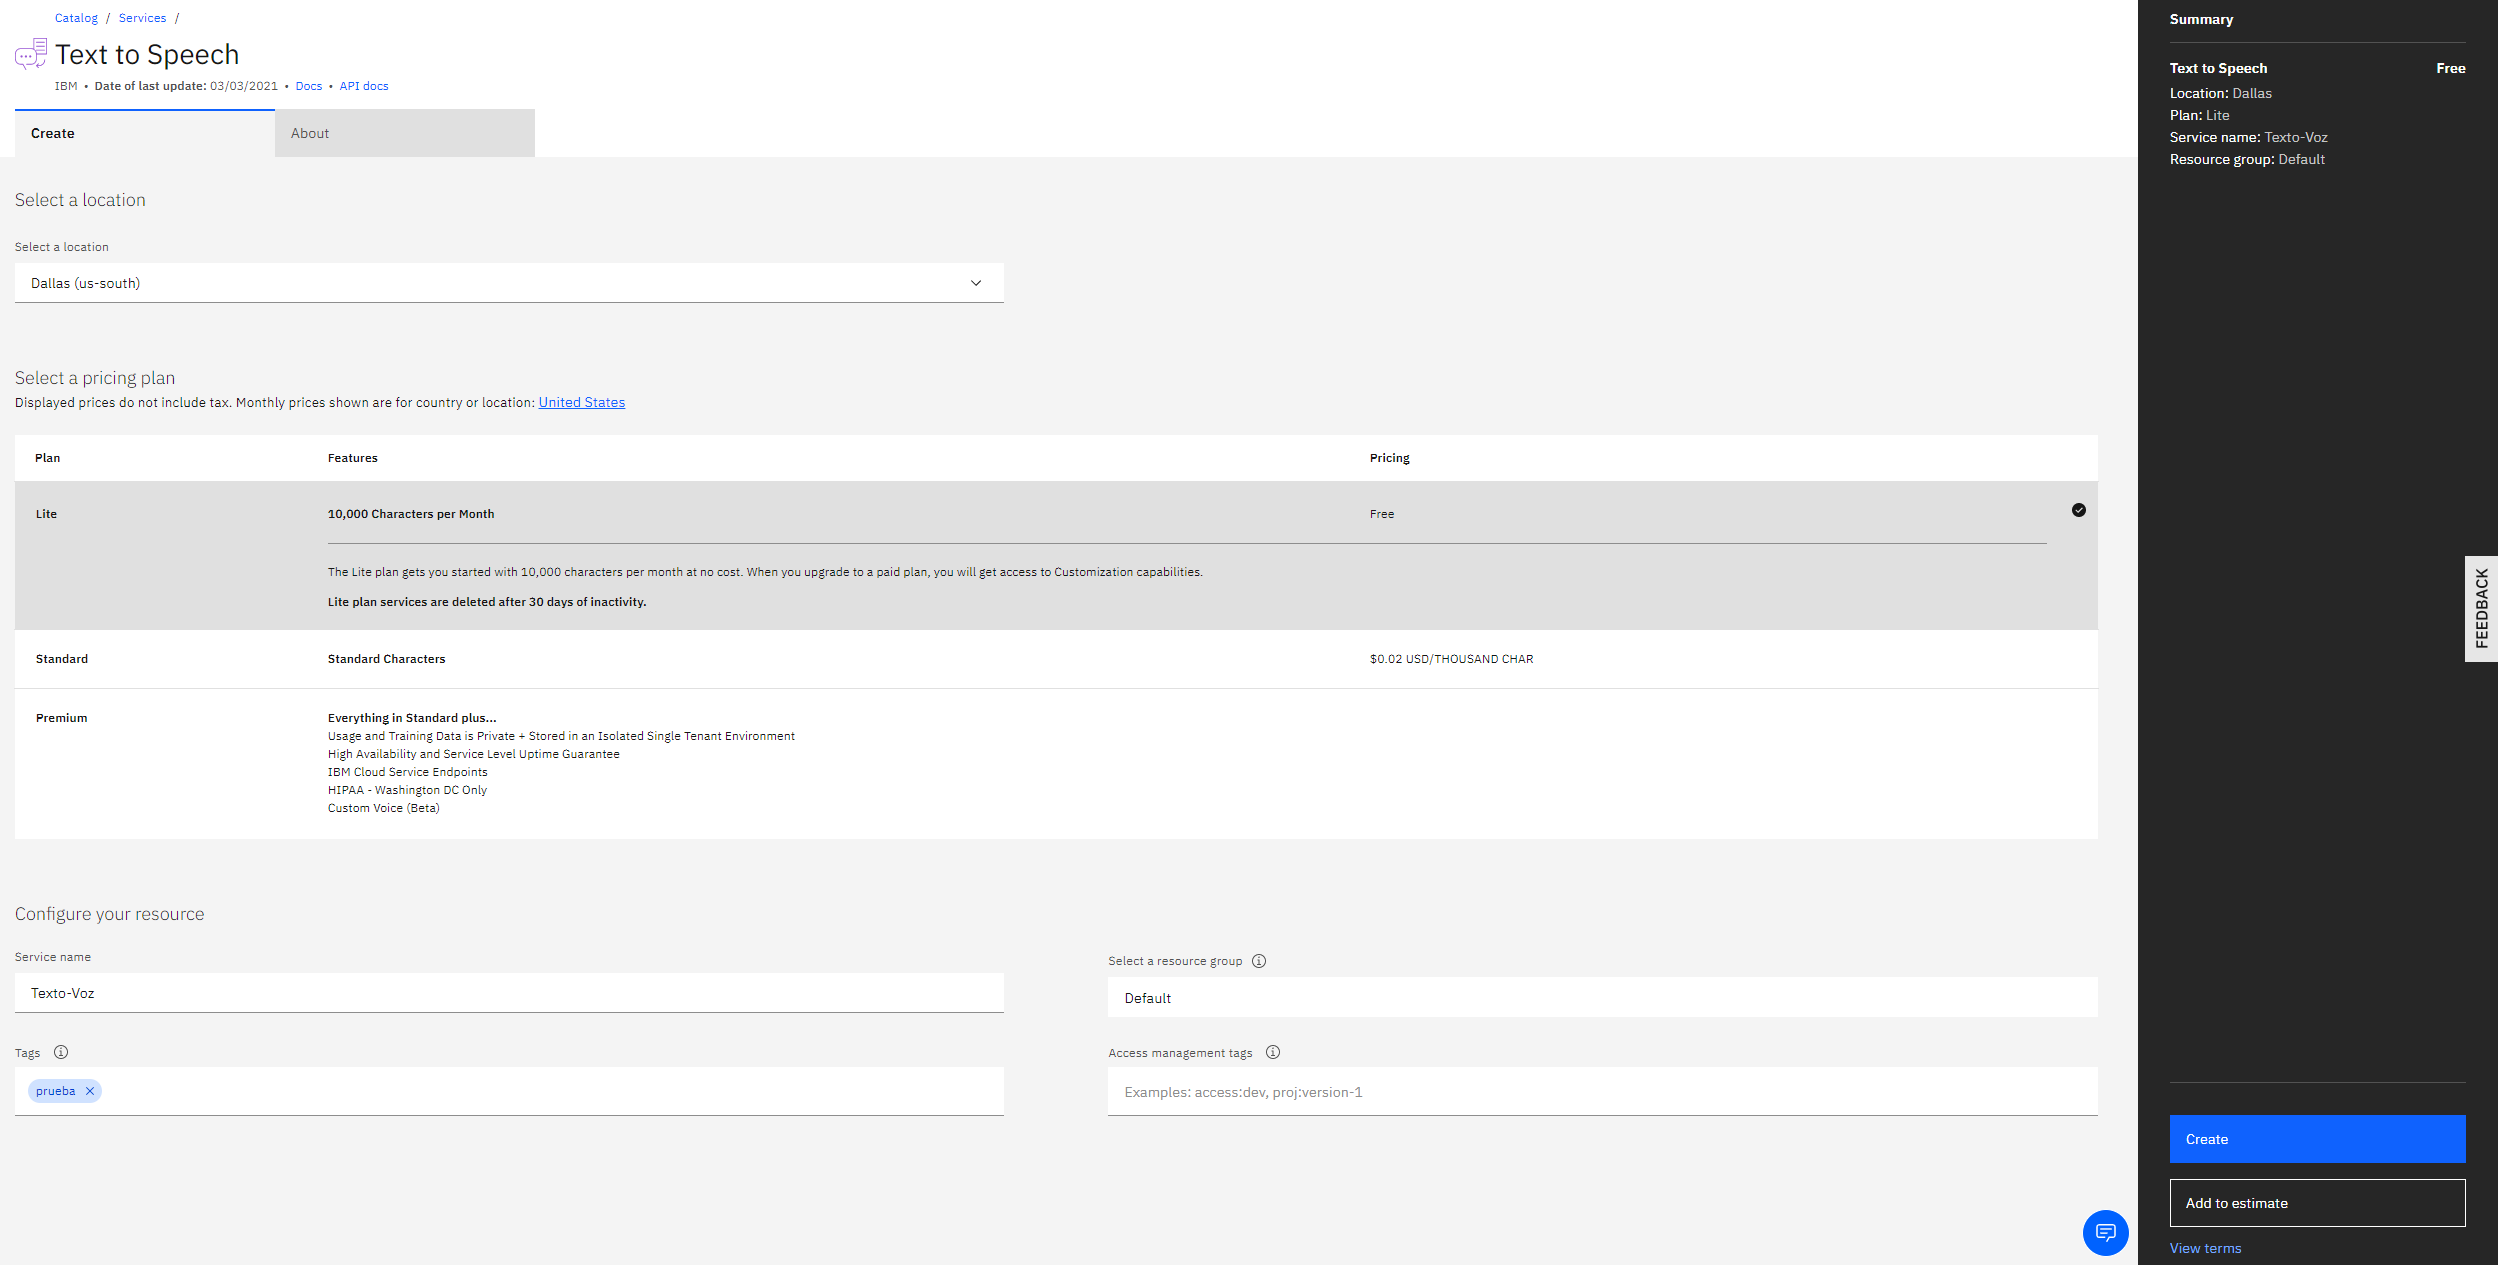 Catalog / Services /
Text to Speech
IBM • Date of last update: 03/03/2021 • Docs • API docs
Create
About
Select a location
Select a location
Dallas (us-south)
Select a pricing plan
Displayed prices do not include tax. Monthly prices shown are for country or location: United States
Plan Features Pricing
Lite 10,000 Characters per Month Free
The Lite plan gets you started with 10,000 characters per month at no cost. When you upgrade to a paid plan, you will get access to Customization capabilities.
Lite plan services are deleted after 30 days of inactivity.
Standard Standard Characters $0.02 USD/THOUSAND CHAR
Premium Everything in Standard plus...
Usage and Training Data is Private + Stored in an Isolated Single Tenant Environment
High Availability and Service Level Uptime Guarantee
IBM Cloud Service Endpoints
HIPAA - Washington DC Only
Custom Voice (Beta)
Configure your resource
Service name
Texto-Voz
Select a resource group
Default
Tags
prueba
Access management tags
Examples: access:dev, proj:version-1
Summary
Text to Speech Free
Location: Dallas
Plan: Lite
Service name: Texto-Voz
Resource group: Default
FEEDBACK
Create
Add to estimate
View terms